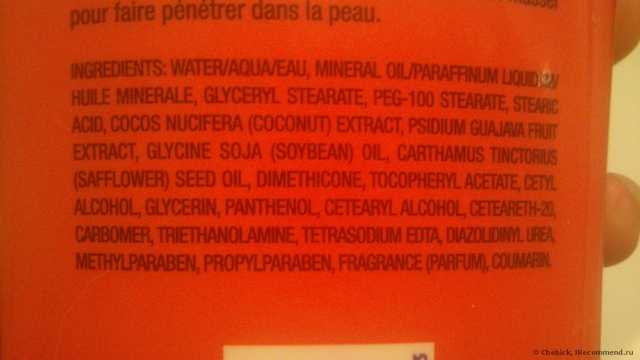 pour faire pénétrer dans la peau.
INGREDIENTS: WATER/AQUA/EAU, MINERAL OIL/PARAFFINUM LIQUIDUM/
HUILE MINERALE, GLYCERYL STEARATE, PEG-100 STEARATE, STEARIC
ACID, COCOS NUCIFERA (COCONUT) EXTRACT, PSIDIUM GUAJAVA FRUIT
EXTRACT, GLYCINE SOJA (SOYBEAN) OIL, CARTHAMUS TINCTORIUS
(SAFFLOWER) SEED OIL, DIMETHICONE, TOCOPHERYL ACETATE, CETYL
ALCOHOL, GLYCERIN, PANTHENOL, CETEARYL ALCOHOL, CETEARETH-20,
CARBOMER, TRIETHANOLAMINE, TETRASODIUM EDTA, DIAZOLIDINYL UREA,
METHYLPARABEN, PROPYLPARABEN, FRAGRANCE (PARFUM), COUMARIN.
© Chebick, IRecommend.ru